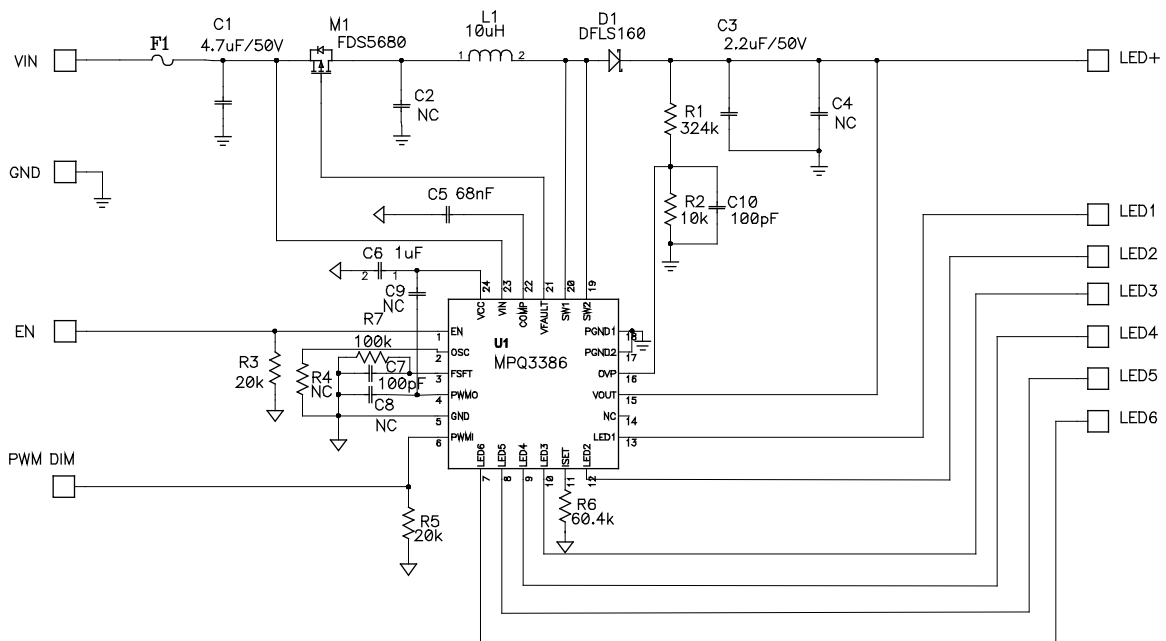 C1
4.7uF/50V
M1
FDS5680
L1
10uH
D1
DFLS160
C3
2.2uF/50V
F1
VIN
1
2
LED+
C2
NC
R1
324k
C4
NC
GND
C5 68nF
R2
10k
C10
100pF
LED1
C6 1uF
2 1
C9
NC
24
23
22
21
20
19
LED2
VCC
VIN
COMP
VFAULT
SW1
SW2
LED3
EN
R7
100k
1
EN
U1
MPQ3386
PGND1
18
LED4
R3
20k
2
OSC
PGND2
17
R4
NC
C7
100pF
3
FSFT
OVP
16
LED5
C8
NC
4
PWMO
VOUT
15
5
GND
NC
14
LED6
6
PWMI
LED1
13
LED6
LED5
LED4
LED3
ISET
LED2
PWM DIM
7
8
9
10
11
12
R5
20k
R6
60.4k